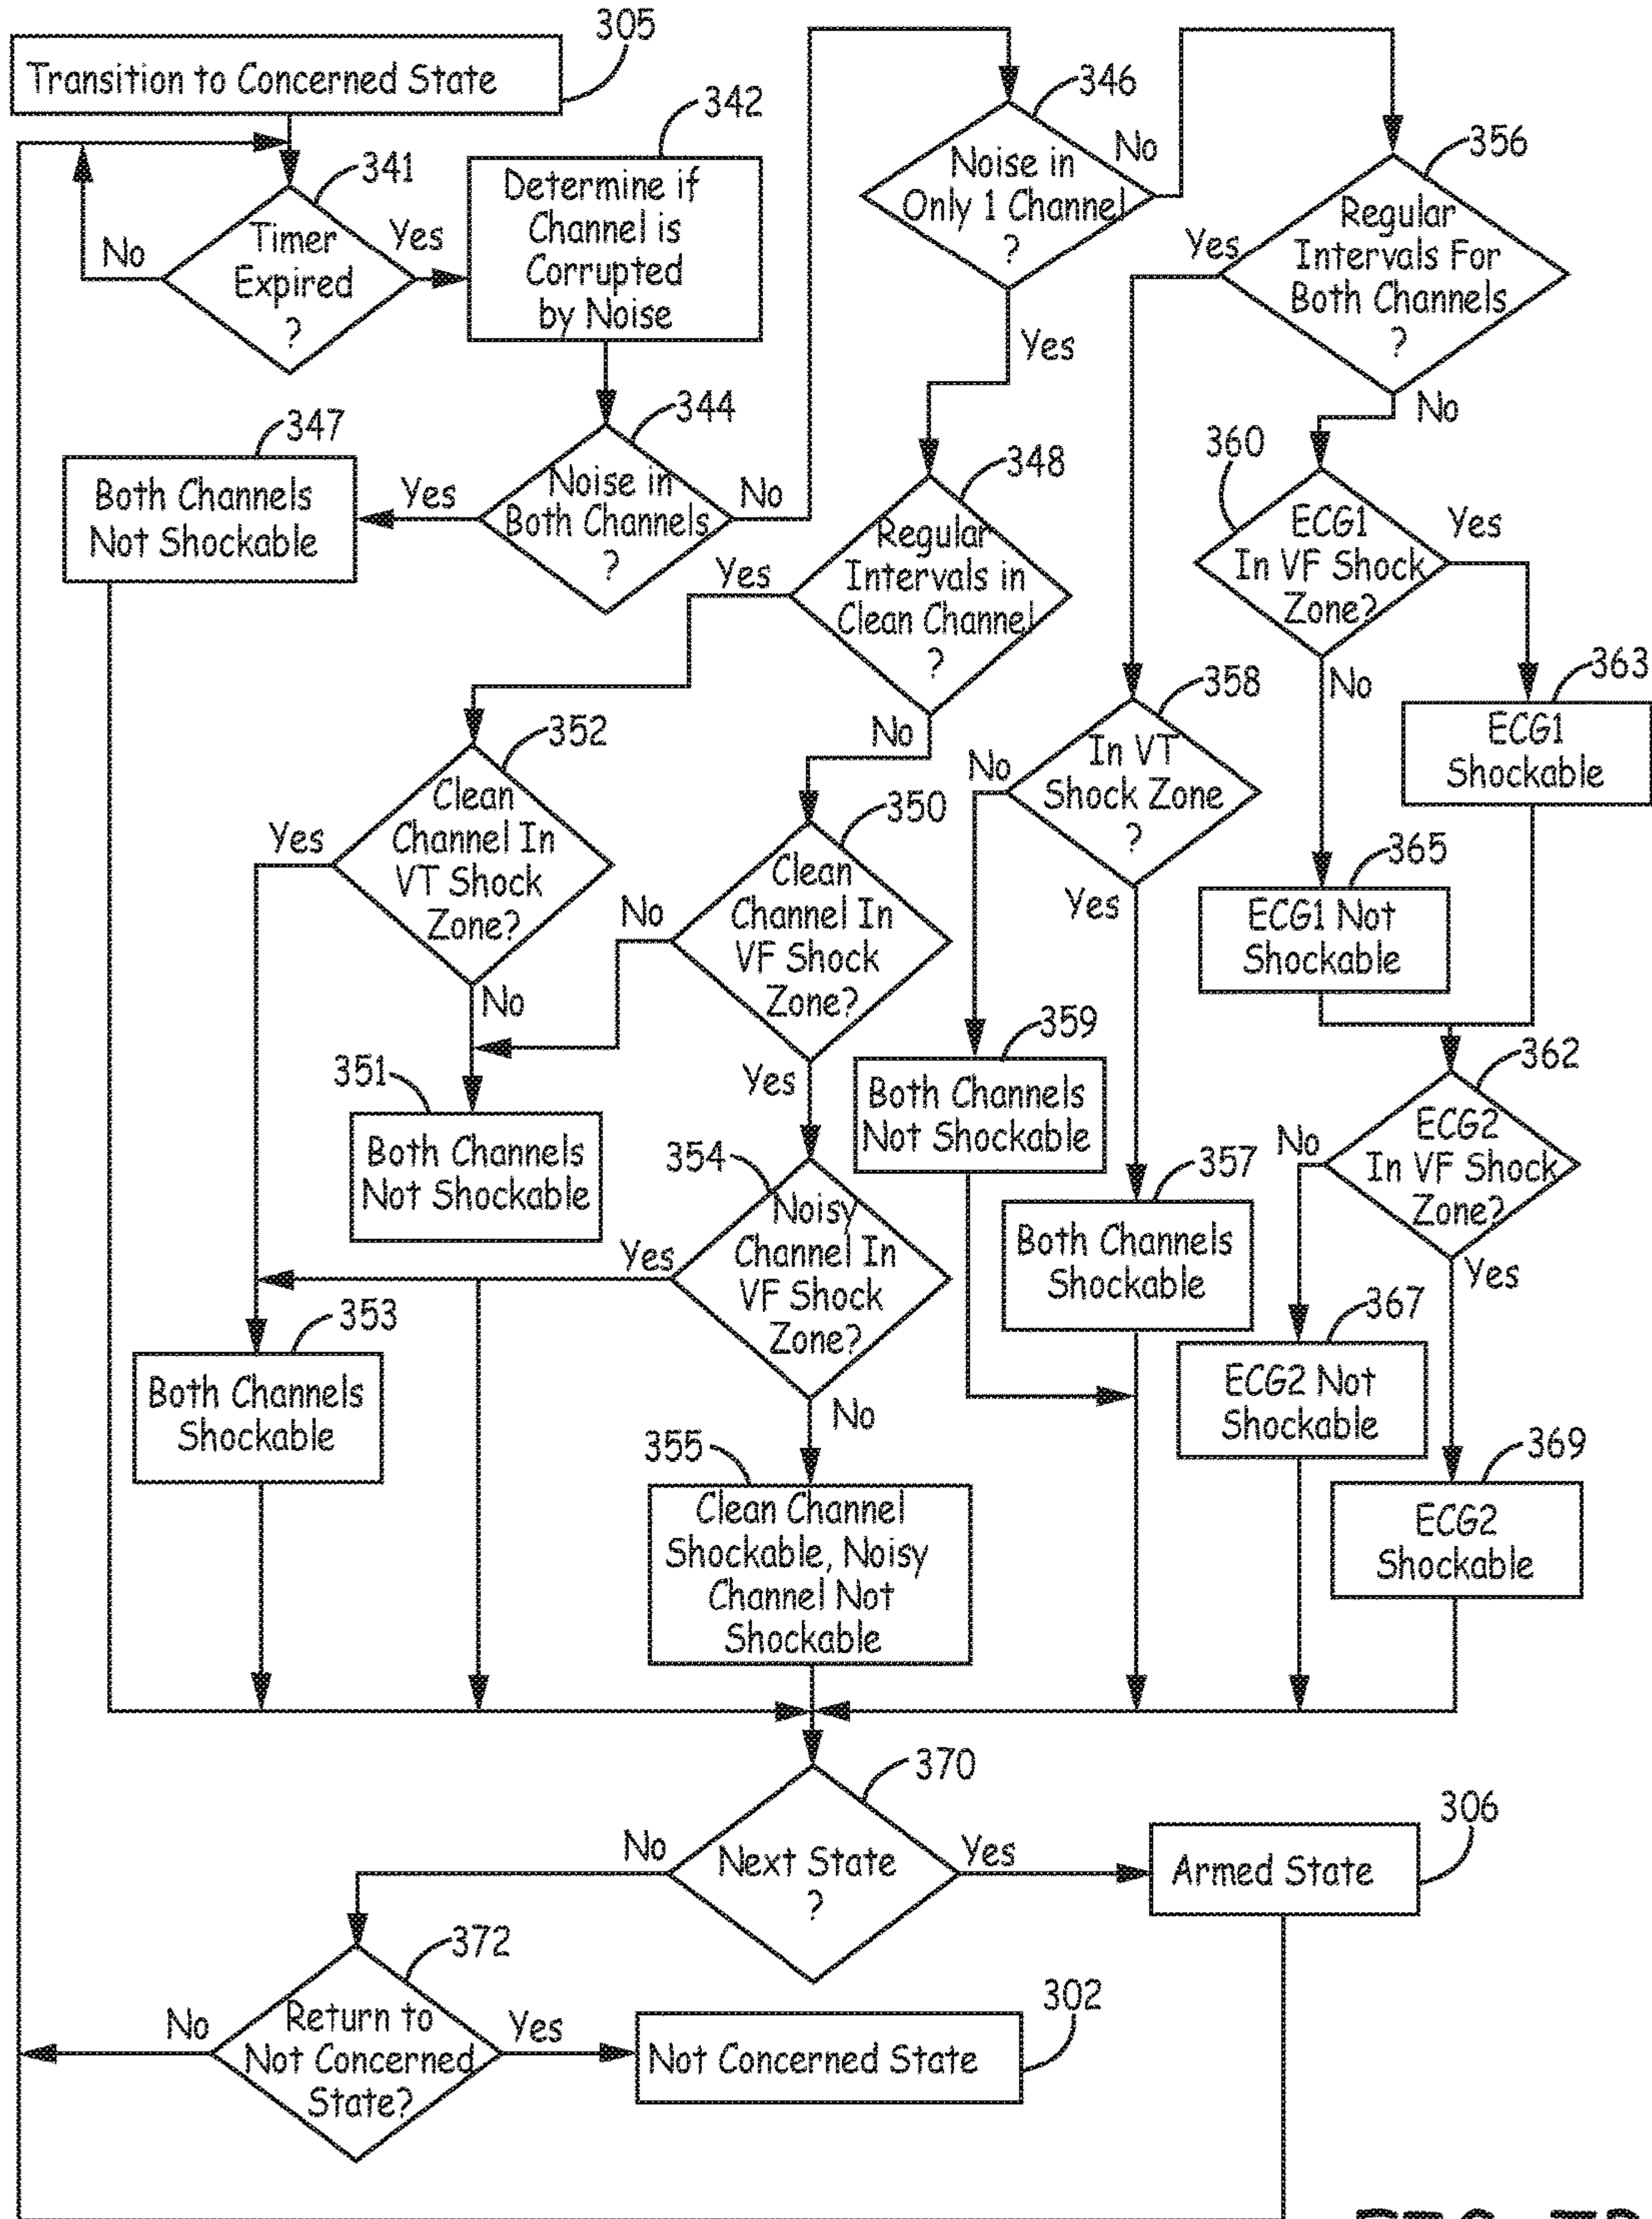 305
Transition to Concerned State
341
Timer
Expired
?
No
Yes
342
Determine if
Channel is
Corrupted
by Noise
344
Noise in
Both Channels
?
Yes
No
347
Both Channels
Not Shockable
346
Noise in
Only 1 Channel
?
No
Yes
356
Regular
Intervals For
Both Channels
?
Yes
No
348
Regular
Intervals in
Clean Channel
?
Yes
No
360
ECG1
In VF Shock
Zone?
Yes
No
363
ECG1
Shockable
352
Clean
Channel In
VT Shock
Zone?
Yes
No
350
Clean
Channel In
VF Shock
Zone?
No
Yes
358
In VT
Shock Zone
?
No
Yes
365
ECG1 Not
Shockable
351
Both Channels
Not Shockable
359
Both Channels
Not Shockable
362
ECG2
In VF Shock
Zone?
No
Yes
354
Noisy
Channel In
VF Shock
Zone?
Yes
No
357
Both Channels
Shockable
353
Both Channels
Shockable
367
ECG2 Not
Shockable
355
Clean Channel
Shockable, Noisy
Channel Not
Shockable
369
ECG2
Shockable
370
Next State
?
No
Yes
306
Armed State
372
Return to
Not Concerned
State?
No
Yes
302
Not Concerned State